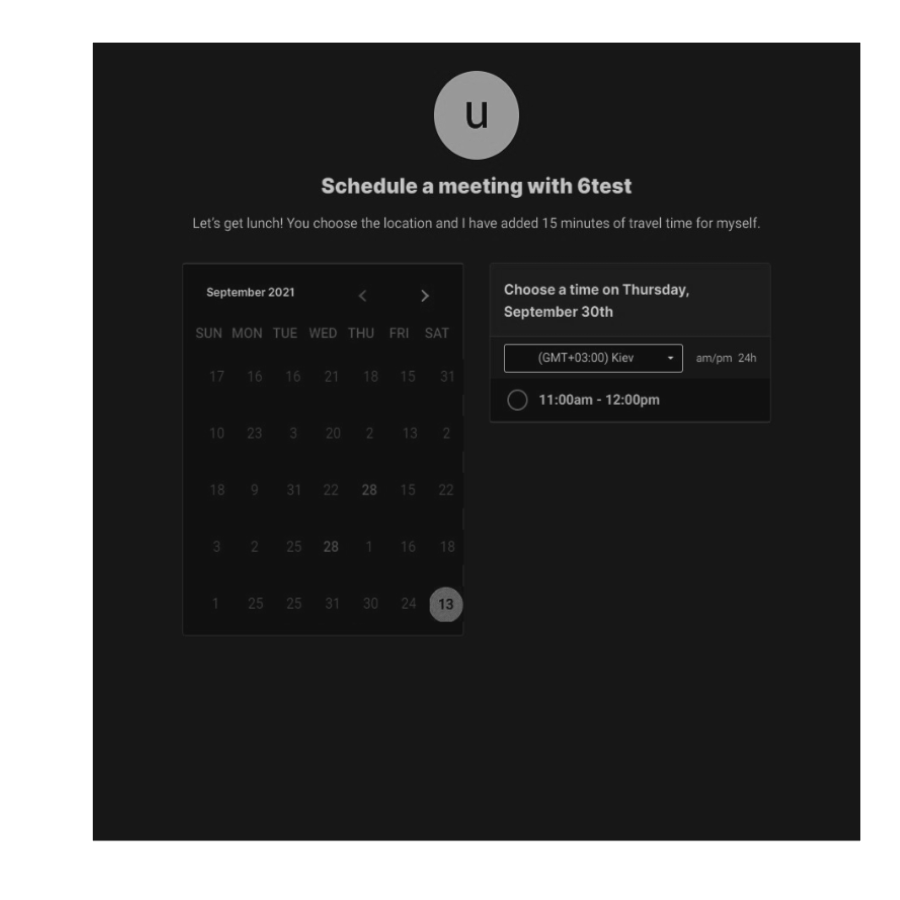 u
Schedule a meeting with 6test
Let's get lunch! You choose the location and I have added 15 minutes of travel time for myself.
September 2021
SUN MON TUE WED THU FRI SAT
17 16 16 21 18 15 31
10 23 3 20 2 13 2
18 9 31 22 28 15 22
3 2 25 28 1 16 18
1 25 25 31 30 24 13
Choose a time on Thursday,
September 30th
(GMT+03:00) Kiev am/pm 24h
11:00am - 12:00pm